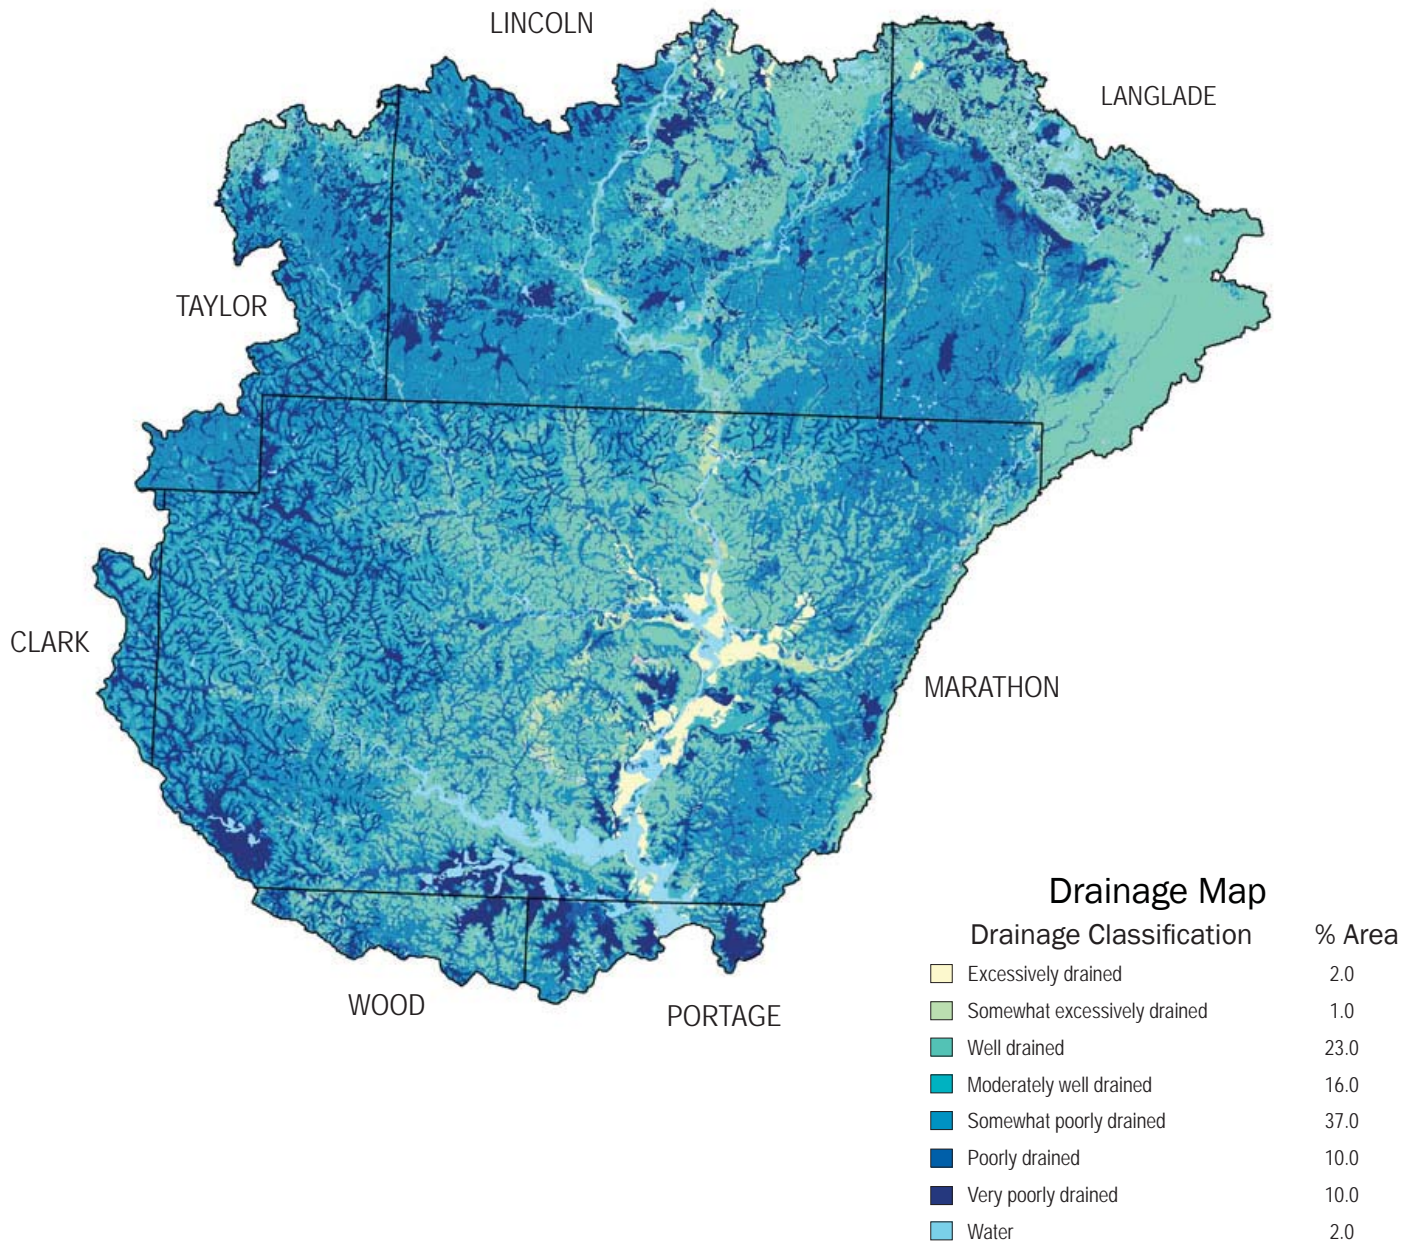 LINCOLN
LANGLADE
TAYLOR
CLARK
MARATHON
WOOD
PORTAGE
Drainage Map
Drainage Classification % Area
Excessively drained 2.0
Somewhat excessively drained 1.0
Well drained 23.0
Moderately well drained 16.0
Somewhat poorly drained 37.0
Poorly drained 10.0
Very poorly drained 10.0
Water 2.0